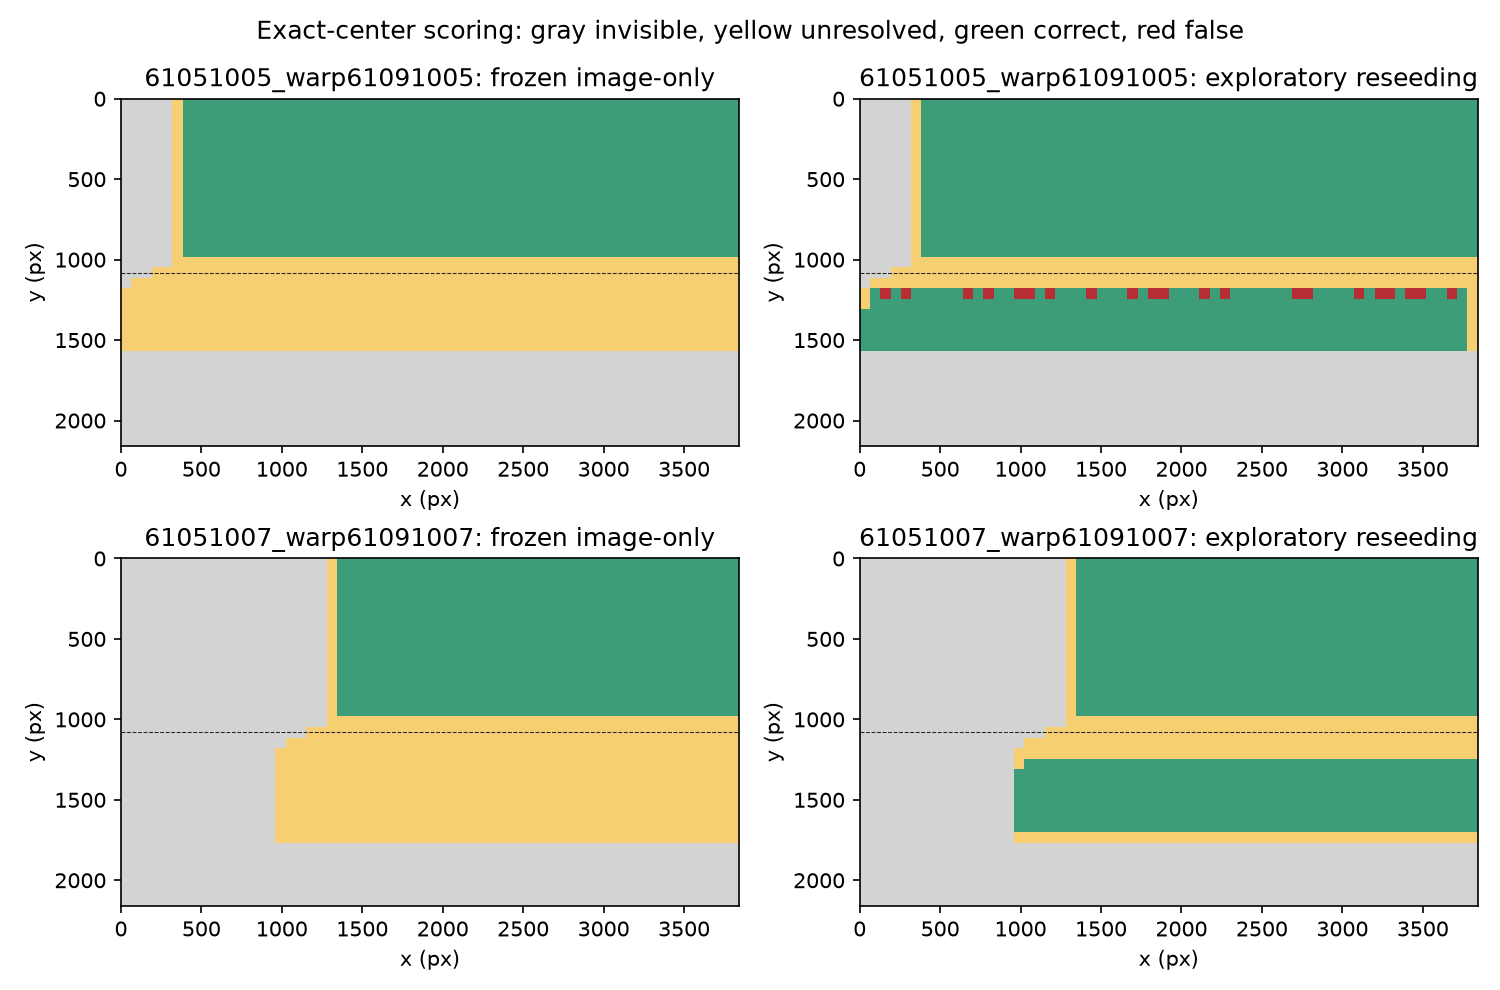 Exact-center scoring: gray invisible, yellow unresolved, green correct, red false
61051005_warp61091005: frozen image-only
0
500
1000
1500
2000
y (px)
0 500 1000 1500 2000 2500 3000 3500
x (px)
61051005_warp61091005: exploratory reseeding
0
500
1000
1500
2000
y (px)
0 500 1000 1500 2000 2500 3000 3500
x (px)
61051007_warp61091007: frozen image-only
0
500
1000
1500
2000
y (px)
0 500 1000 1500 2000 2500 3000 3500
x (px)
61051007_warp61091007: exploratory reseeding
0
500
1000
1500
2000
y (px)
0 500 1000 1500 2000 2500 3000 3500
x (px)